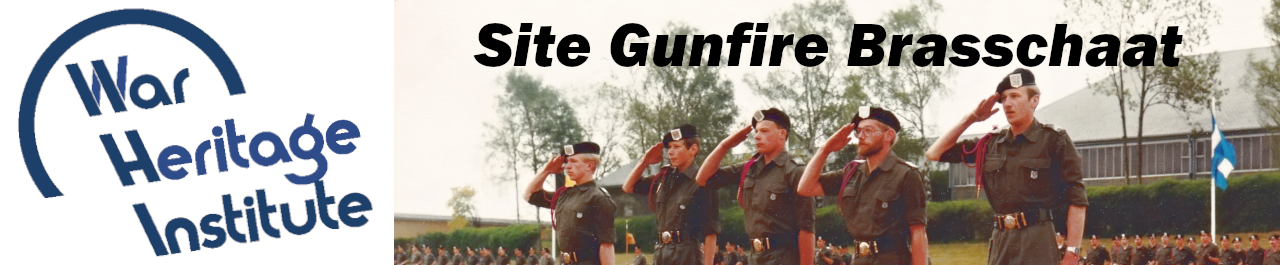 War
Heritage
Institute
Site Gunfire Brasschaat